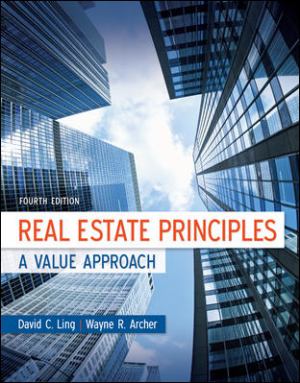 FOURTH EDITION
REAL ESTATE PRINCIPLES
A VALUE APPROACH
David C. Ling | Wayne R. Archer